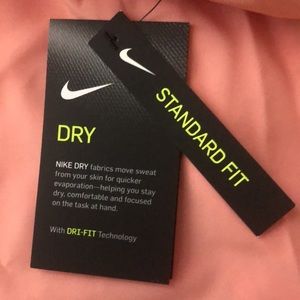 DRY
NIKE DRY fabrics move sweat
from your skin for quicker
evaporation—helping you stay
dry, comfortable and focused
on the task at hand.
With DRI-FIT Technology
STANDARD FIT